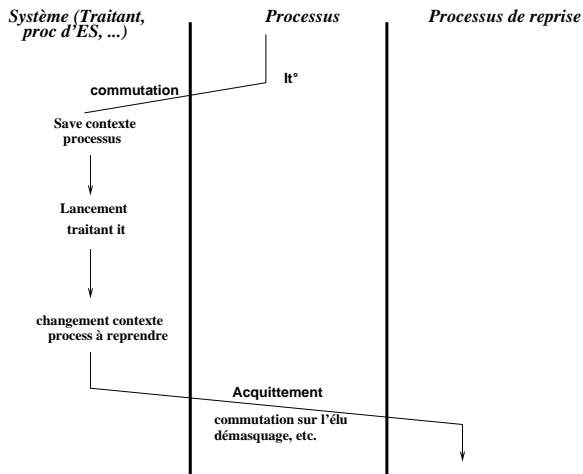 Système (Traitant,
proc d'ES, ...)
Processus
Processus de reprise
It°
commutation
Save contexte
processus
Lancement
traitant it
changement contexte
process à reprendre
Acquittement
commutation sur l'élu
démasquage, etc.